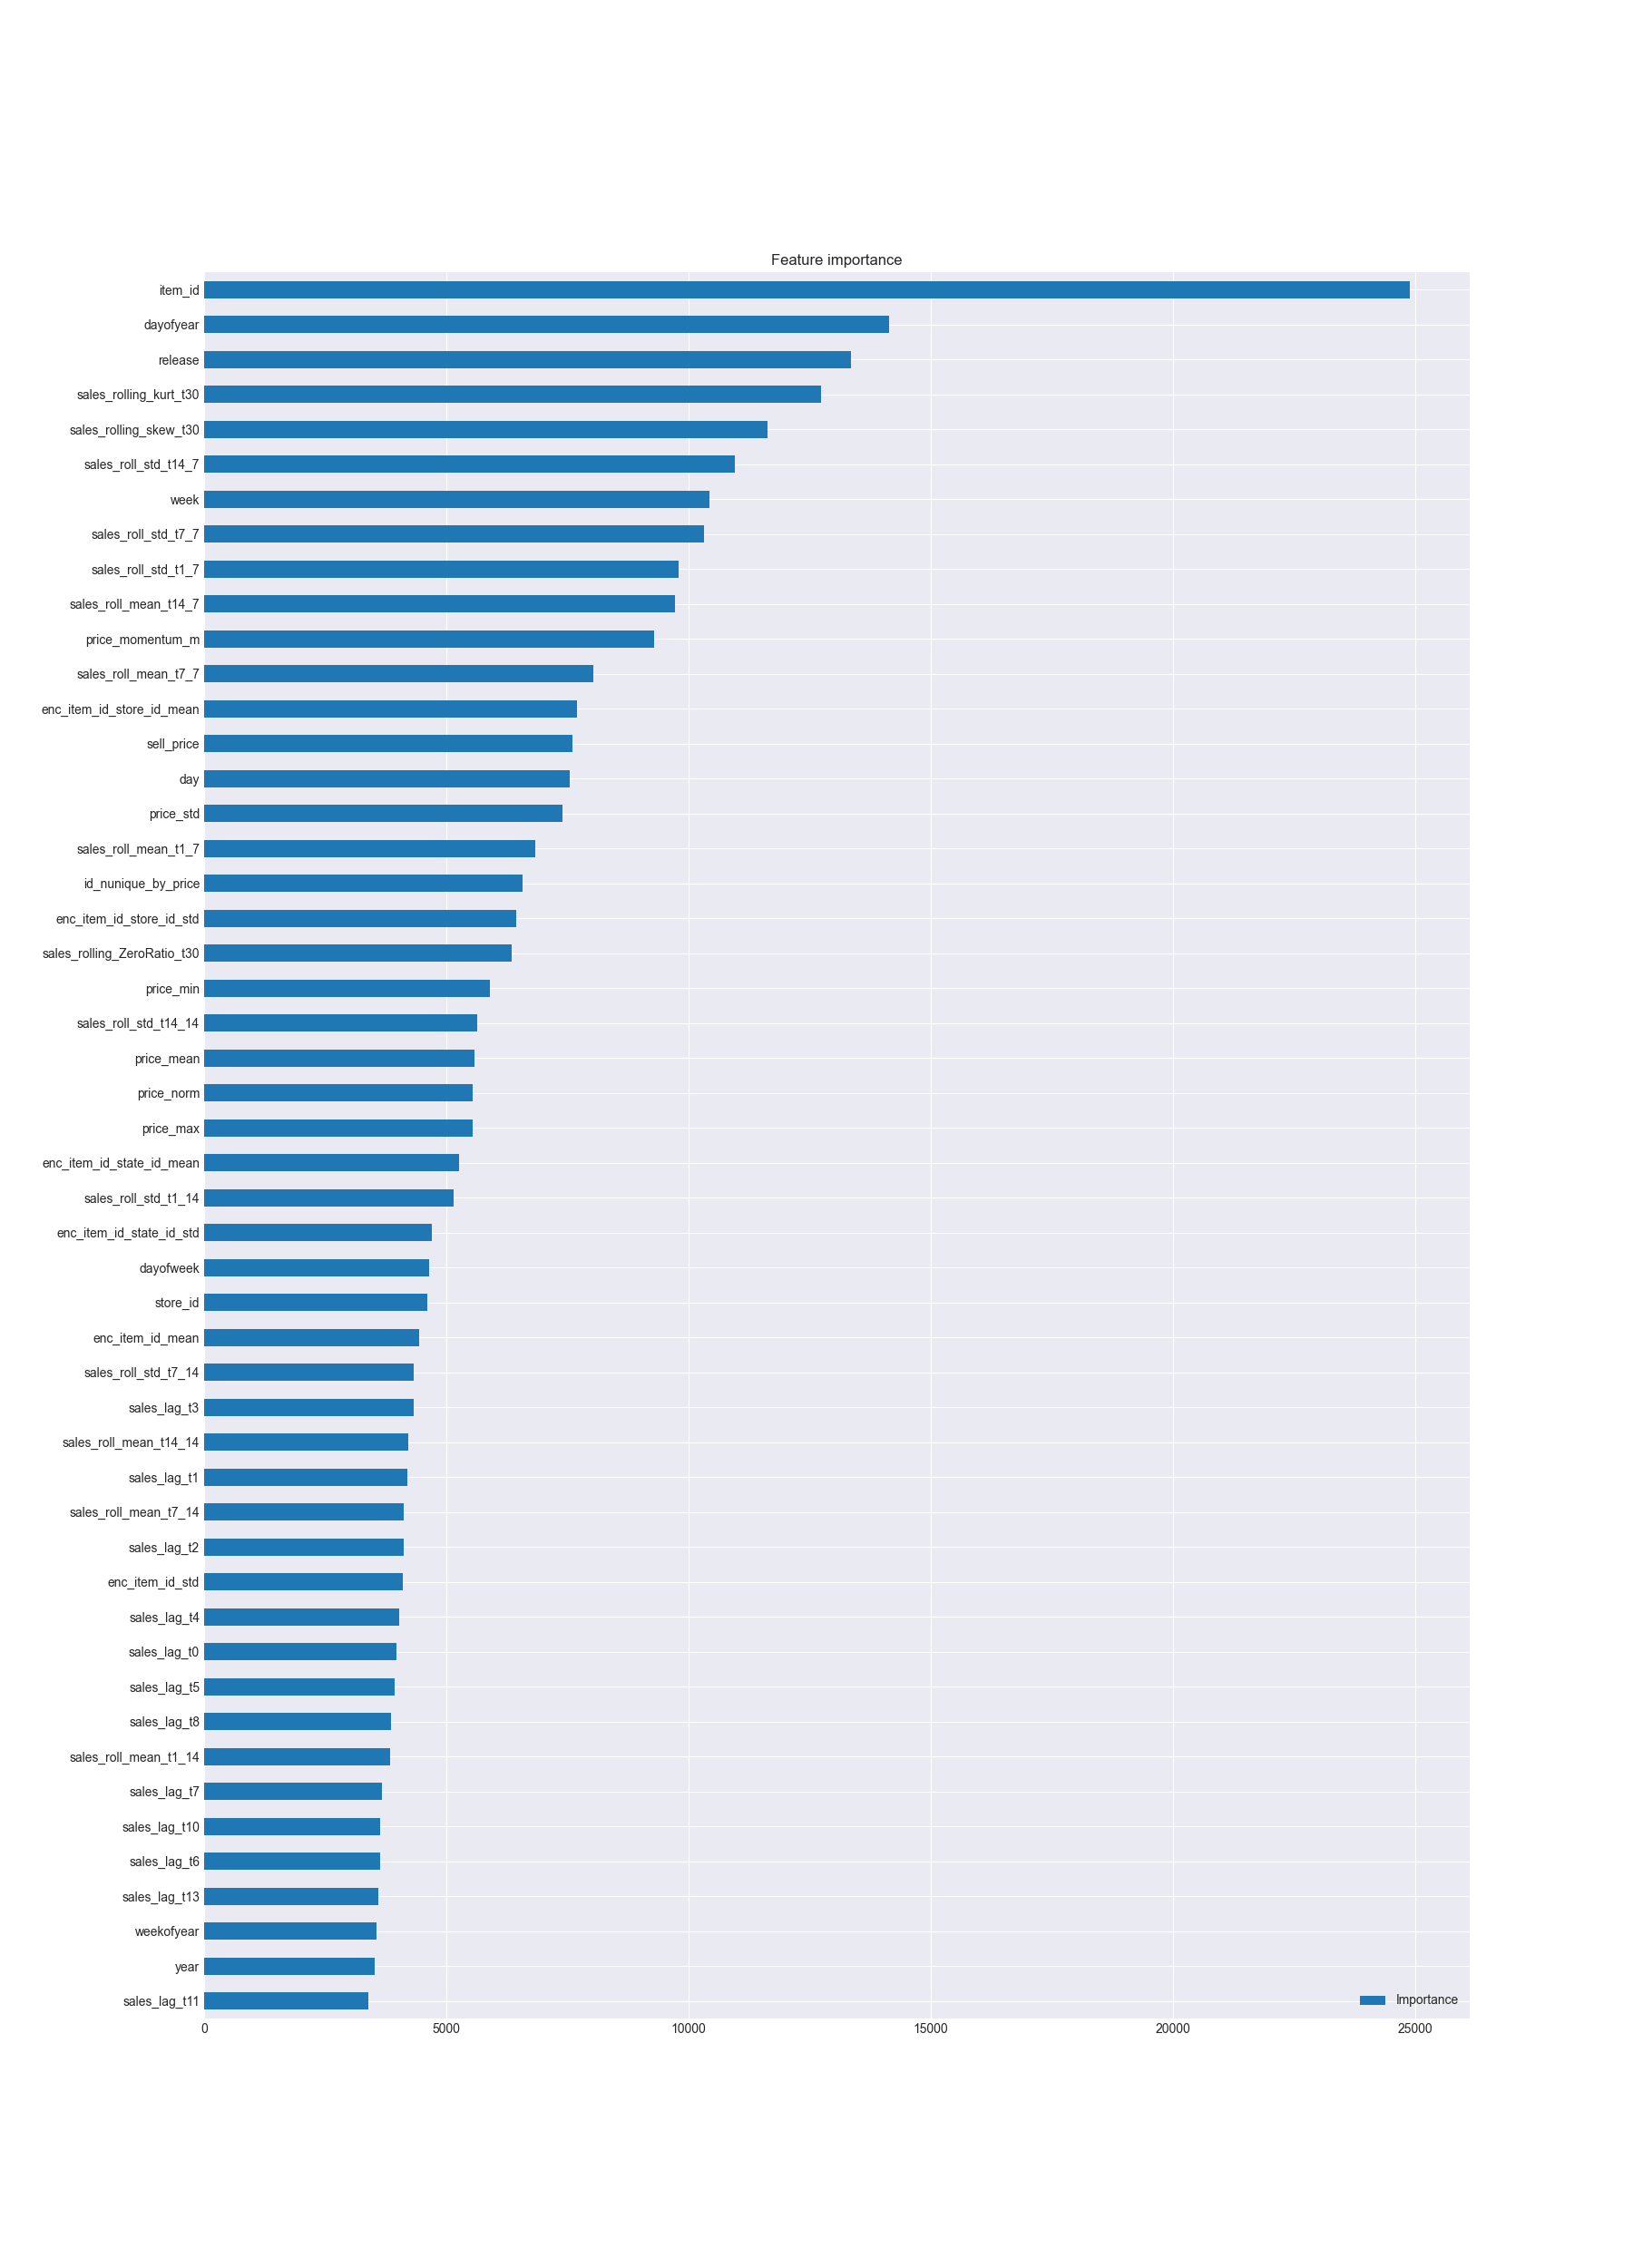 Feature importance
item_id
dayofyear
release
sales_rolling_kurt_t30
sales_rolling_skew_t30
sales_roll_std_t14_7
week
sales_roll_std_t7_7
sales_roll_std_t1_7
sales_roll_mean_t14_7
price_momentum_m
sales_roll_mean_t7_7
enc_item_id_store_id_mean
sell_price
day
price_std
sales_roll_mean_t1_7
id_nunique_by_price
enc_item_id_store_id_std
sales_rolling_ZeroRatio_t30
price_min
sales_roll_std_t14_14
price_mean
price_norm
price_max
enc_item_id_state_id_mean
sales_roll_std_t1_14
enc_item_id_state_id_std
dayofweek
store_id
enc_item_id_mean
sales_roll_std_t7_14
sales_lag_t3
sales_roll_mean_t14_14
sales_lag_t1
sales_roll_mean_t7_14
sales_lag_t2
enc_item_id_std
sales_lag_t4
sales_lag_t0
sales_lag_t5
sales_lag_t8
sales_roll_mean_t1_14
sales_lag_t7
sales_lag_t10
sales_lag_t6
sales_lag_t13
weekofyear
year
sales_lag_t11
Importance
0 5000 10000 15000 20000 25000